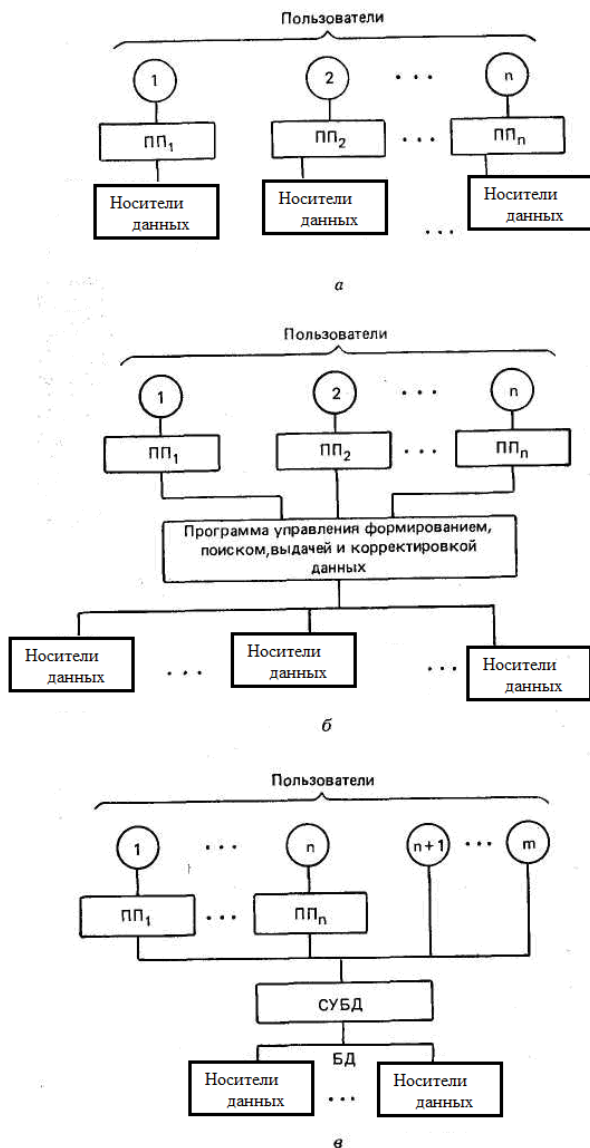 Пользователи
1 2 . . . n
ПП1 ПП2 . . . ППn
Носители данных Носители данных Носители данных
. . .
а
Пользователи
1 2 . . . n
ПП1 ПП2 . . . ППn
Программа управления формированием,
поиском,выдачей и корректировкой
данных
Носители данных . . . Носители данных . . . Носители данных
б
Пользователи
1 . . . n n+1 . . . m
ПП1 . . . ППn
СУБД
БД
Носители данных . . . Носители данных
в